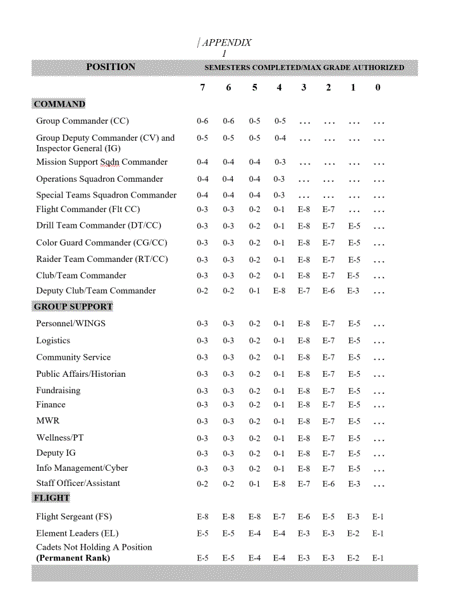 | APPENDIX
I
POSITION SEMESTERS COMPLETED/MAX GRADE AUTHORIZED
7 6 5 4 3 2 1 0
COMMAND
Group Commander (CC) 0-6 0-6 0-5 0-5 ... ... ... ...
Group Deputy Commander (CV) and 0-5 0-5 0-5 0-4 ... ... ... ...
Inspector General (IG)
Mission Support Sqdn Commander 0-4 0-4 0-4 0-3 ... ... ... ...
Operations Squadron Commander 0-4 0-4 0-4 0-3 ... ... ... ...
Special Teams Squadron Commander 0-4 0-4 0-4 0-3 ... ... ... ...
Flight Commander (Flt CC) 0-3 0-3 0-2 0-1 E-8 E-7 ... ...
Drill Team Commander (DT/CC) 0-3 0-3 0-2 0-1 E-8 E-7 E-5 ...
Color Guard Commander (CG/CC) 0-3 0-3 0-2 0-1 E-8 E-7 E-5 ...
Raider Team Commander (RT/CC) 0-3 0-3 0-2 0-1 E-8 E-7 E-5 ...
Club/Team Commander 0-3 0-3 0-2 0-1 E-8 E-7 E-5 ...
Deputy Club/Team Commander 0-2 0-2 0-1 E-8 E-7 E-6 E-3 ...
GROUP SUPPORT
Personnel/WINGS 0-3 0-3 0-2 0-1 E-8 E-7 E-5 ...
Logistics 0-3 0-3 0-2 0-1 E-8 E-7 E-5 ...
Community Service 0-3 0-3 0-2 0-1 E-8 E-7 E-5 ...
Public Affairs/Historian 0-3 0-3 0-2 0-1 E-8 E-7 E-5 ...
Fundraising 0-3 0-3 0-2 0-1 E-8 E-7 E-5 ...
Finance 0-3 0-3 0-2 0-1 E-8 E-7 E-5 ...
MWR 0-3 0-3 0-2 0-1 E-8 E-7 E-5 ...
Wellness/PT 0-3 0-3 0-2 0-1 E-8 E-7 E-5 ...
Deputy IG 0-3 0-3 0-2 0-1 E-8 E-7 E-5 ...
Info Management/Cyber 0-3 0-3 0-2 0-1 E-8 E-7 E-5 ...
Staff Officer/Assistant 0-2 0-2 0-1 E-8 E-7 E-6 E-3 ...
FLIGHT
Flight Sergeant (FS) E-8 E-8 E-8 E-7 E-6 E-5 E-3 E-1
Element Leaders (EL) E-5 E-5 E-4 E-4 E-3 E-3 E-2 E-1
Cadets Not Holding A Position
(Permanent Rank) E-5 E-5 E-4 E-4 E-3 E-3 E-2 E-1